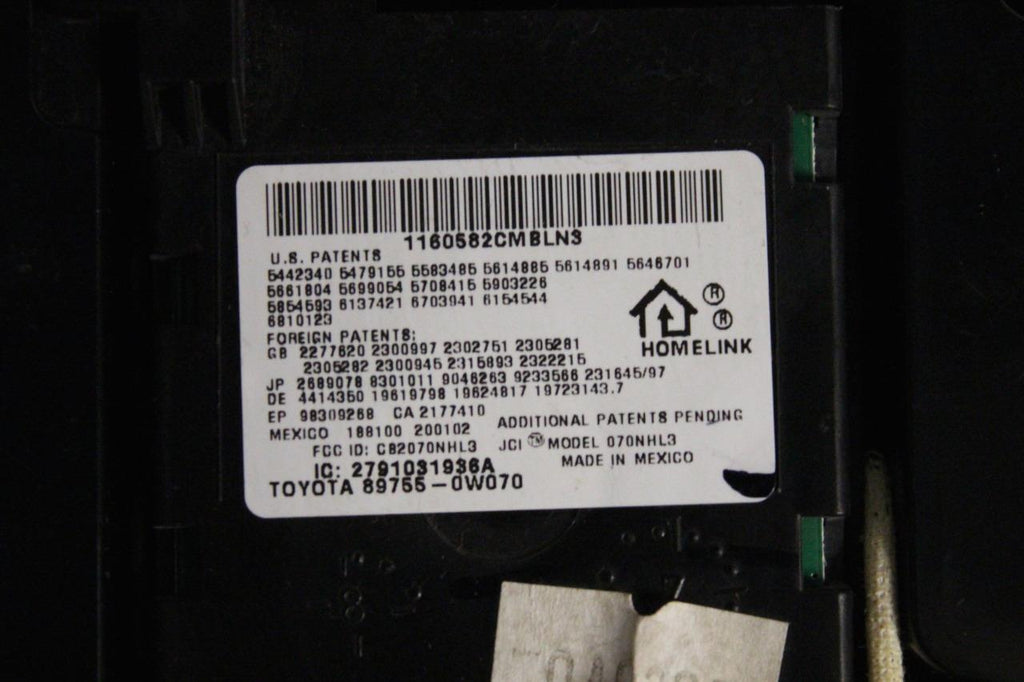 1160582CMBLN3
U.S. PATENTS
5442340 5479155 5583485 5614885 5614891 5646701
5661804 5699054 5708415 5903226
5854593 6137421 6703941 6154544
6810123
FOREIGN PATENTS:
GB 2277620 2300997 2302751 2305281
2305282 2300945 2315893 2322215
JP 2689078 8301011 9046263 9233566 231645/97
DE 4414350 19619798 19624817 19723143.7
EP 98309268 CA 2177410
MEXICO 188100 200102
ADDITIONAL PATENTS PENDING
FCC ID: CB2070NHL3 JCI ™ MODEL 070NHL3
IC: 2791031936A MADE IN MEXICO
TOYOTA 89755-0W070
® ®
HOMELINK